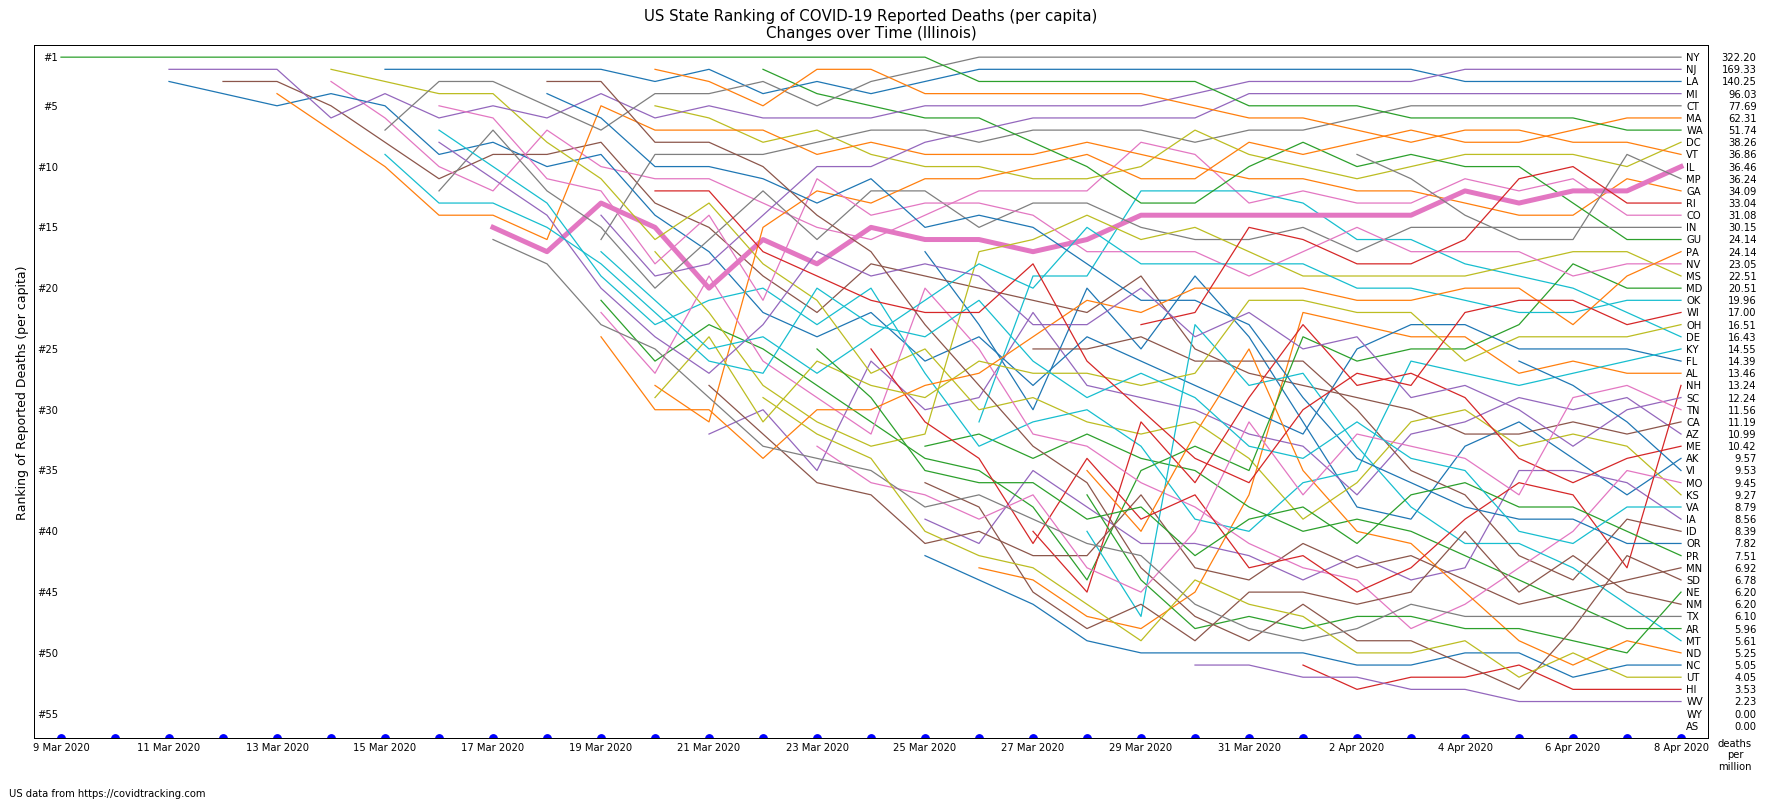 US State Ranking of COVID-19 Reported Deaths (per capita)
Changes over Time (Illinois)
Ranking of Reported Deaths (per capita)
#1
#5
#10
#15
#20
#25
#30
#35
#40
#45
#50
#55
NY 322.20
NJ 169.33
LA 140.25
MI 96.03
CT 77.69
MA 62.31
WA 51.74
DC 38.26
VT 36.86
IL 36.46
MP 36.24
GA 34.09
RI 33.04
CO 31.08
IN 30.15
GU 24.14
PA 24.14
NV 23.05
MS 22.51
MD 20.51
OK 19.96
WI 17.00
OH 16.51
DE 16.43
KY 14.55
FL 14.39
AL 13.46
NH 13.24
SC 12.24
TN 11.56
CA 11.19
AZ 10.99
ME 10.42
AK 9.57
VI 9.53
MO 9.45
KS 9.27
VA 8.79
IA 8.56
ID 8.39
OR 7.82
PR 7.51
MN 6.92
SD 6.78
NE 6.20
NM 6.20
TX 6.10
AR 5.96
MT 5.61
ND 5.25
NC 5.05
UT 4.05
HI 3.53
WV 2.23
WY 0.00
AS 0.00
9 Mar 2020 11 Mar 2020 13 Mar 2020 15 Mar 2020 17 Mar 2020 19 Mar 2020 21 Mar 2020 23 Mar 2020 25 Mar 2020 27 Mar 2020 29 Mar 2020 31 Mar 2020 2 Apr 2020 4 Apr 2020 6 Apr 2020 8 Apr 2020
deaths
per
million
US data from https://covidtracking.com